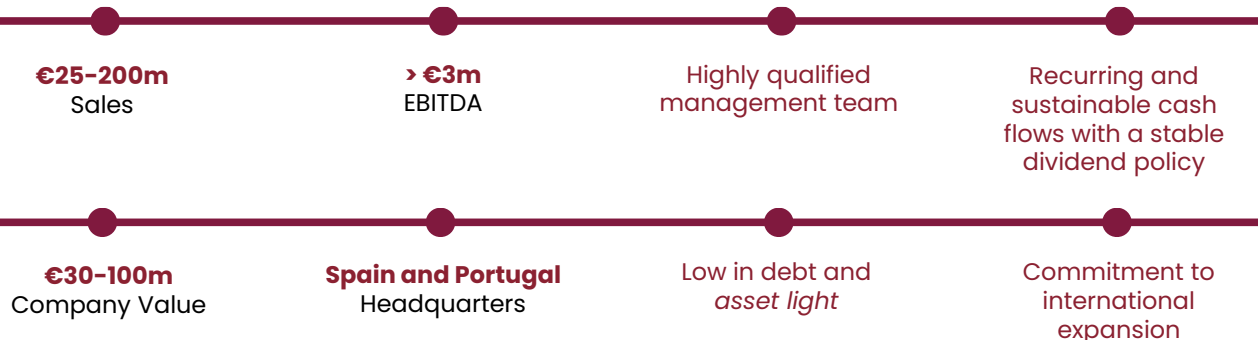 €25-200m
Sales
> €3m
EBITDA
Highly qualified
management team
Recurring and
sustainable cash
flows with a stable
dividend policy
€30-100m
Company Value
Spain and Portugal
Headquarters
Low in debt and
asset light
Commitment to
international
expansion